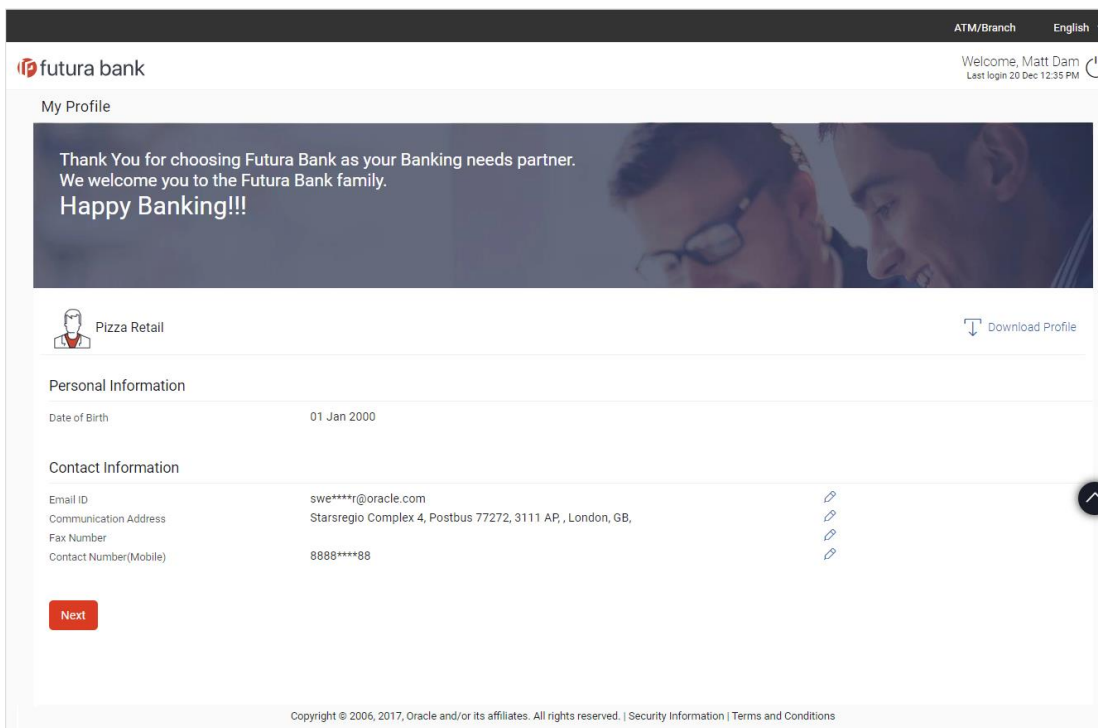 ATM/Branch English
futura bank
Welcome, Matt Dam
Last login 20 Dec 12:35 PM
My Profile
Thank You for choosing Futura Bank as your Banking needs partner.
We welcome you to the Futura Bank family.
Happy Banking!!!
Pizza Retail
Download Profile
Personal Information
Date of Birth 01 Jan 2000
Contact Information
Email ID swe****r@oracle.com
Communication Address Starsregio Complex 4, Postbus 77272, 3111 AP, , London, GB,
Fax Number
Contact Number(Mobile) 8888****88
Next
Copyright © 2006, 2017, Oracle and/or its affiliates. All rights reserved. | Security Information | Terms and Conditions